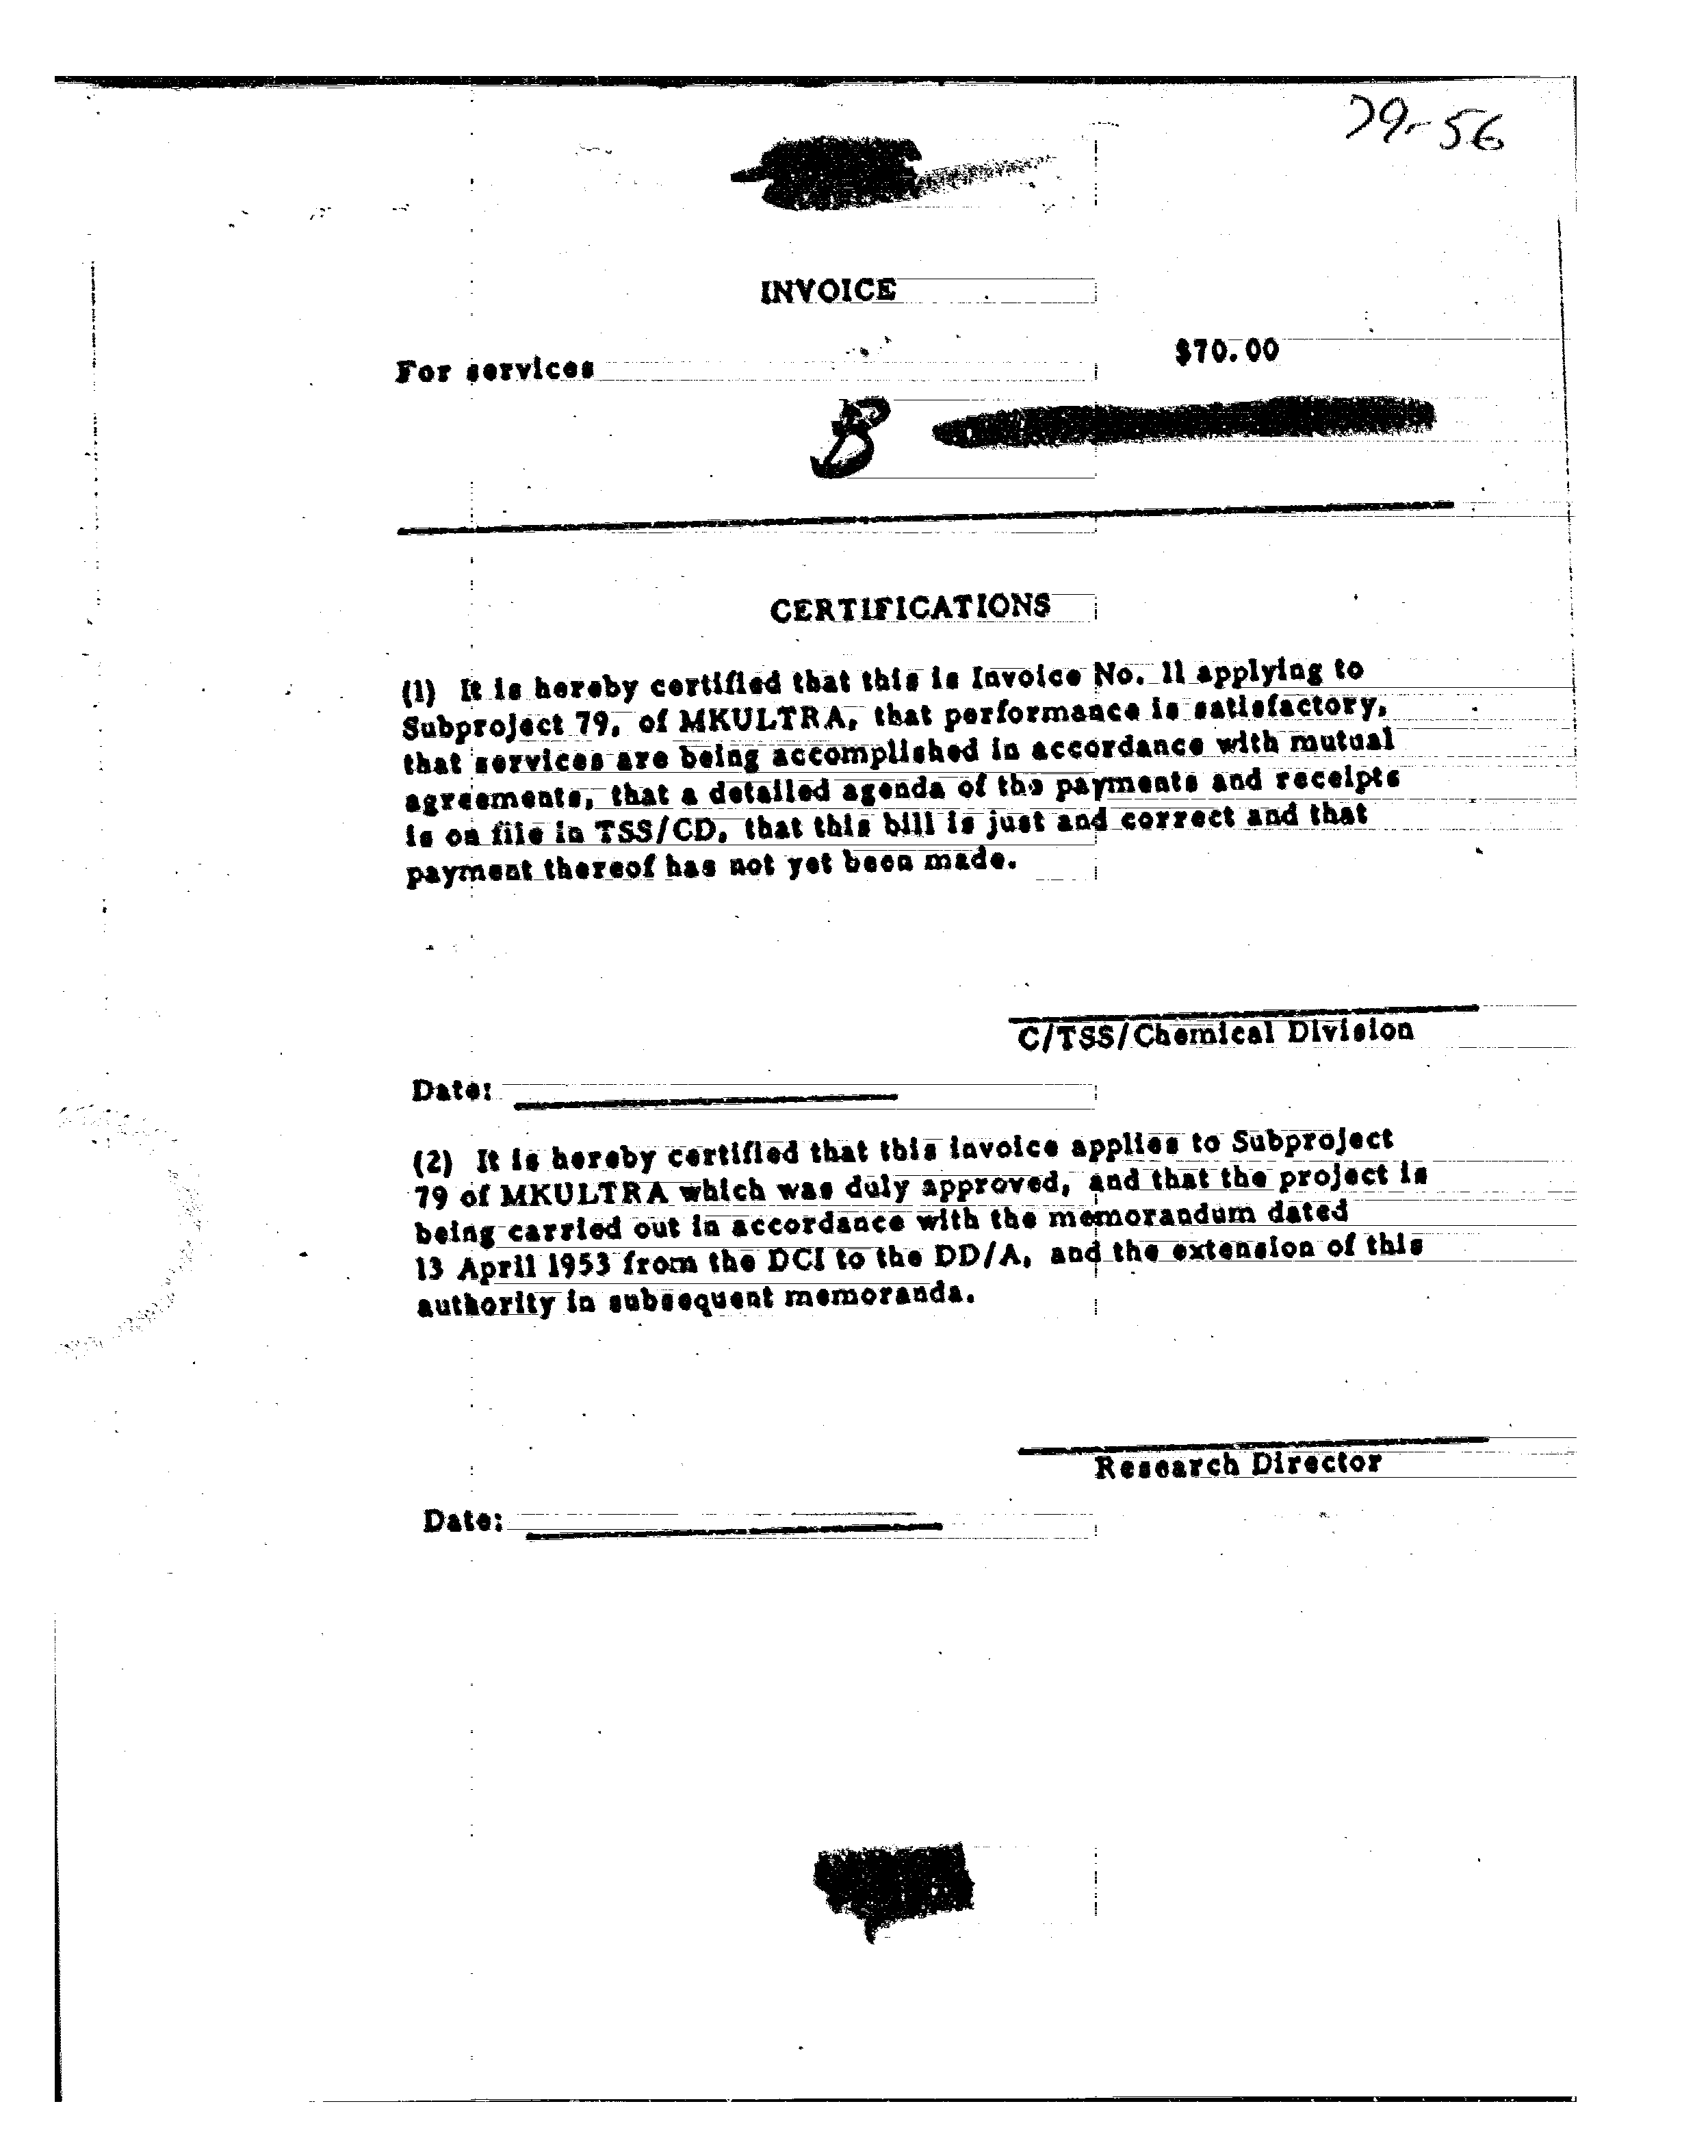 79-56
INVOICE
For services $70.00
B
CERTIFICATIONS
(1) It is hereby certified that this is Invoice No. 11 applying to
Subproject 79, of MKULTRA, that performance is satisfactory,
that services are being accomplished in accordance with mutual
agreements, that a detailed agenda of the payments and receipts
is on file in TSS/CD, that this bill is just and correct and that
payment thereof has not yet been made.
C/TSS/Chemical Division
Date:
(2) It is hereby certified that this invoice applies to Subproject
79 of MKULTRA which was duly approved, and that the project is
being carried out in accordance with the memorandum dated
13 April 1953 from the DCI to the DD/A, and the extension of this
authority in subsequent memoranda.
Research Director
Date: